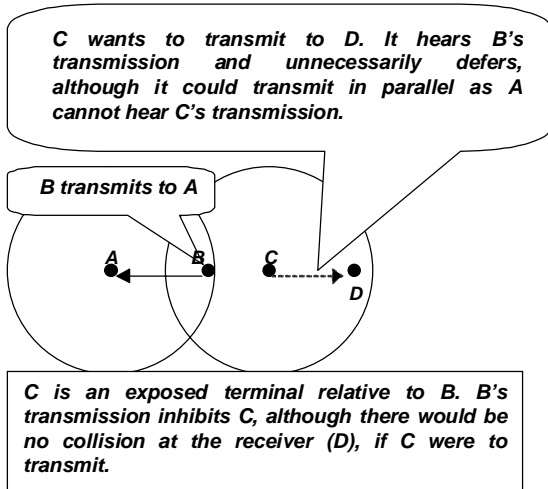 C wants to transmit to D. It hears B's
transmission and unnecessarily defers,
although it could transmit in parallel as A
cannot hear C's transmission.
B transmits to A
A
B
C
D
C is an exposed terminal relative to B. B's
transmission inhibits C, although there would be
no collision at the receiver (D), if C were to
transmit.